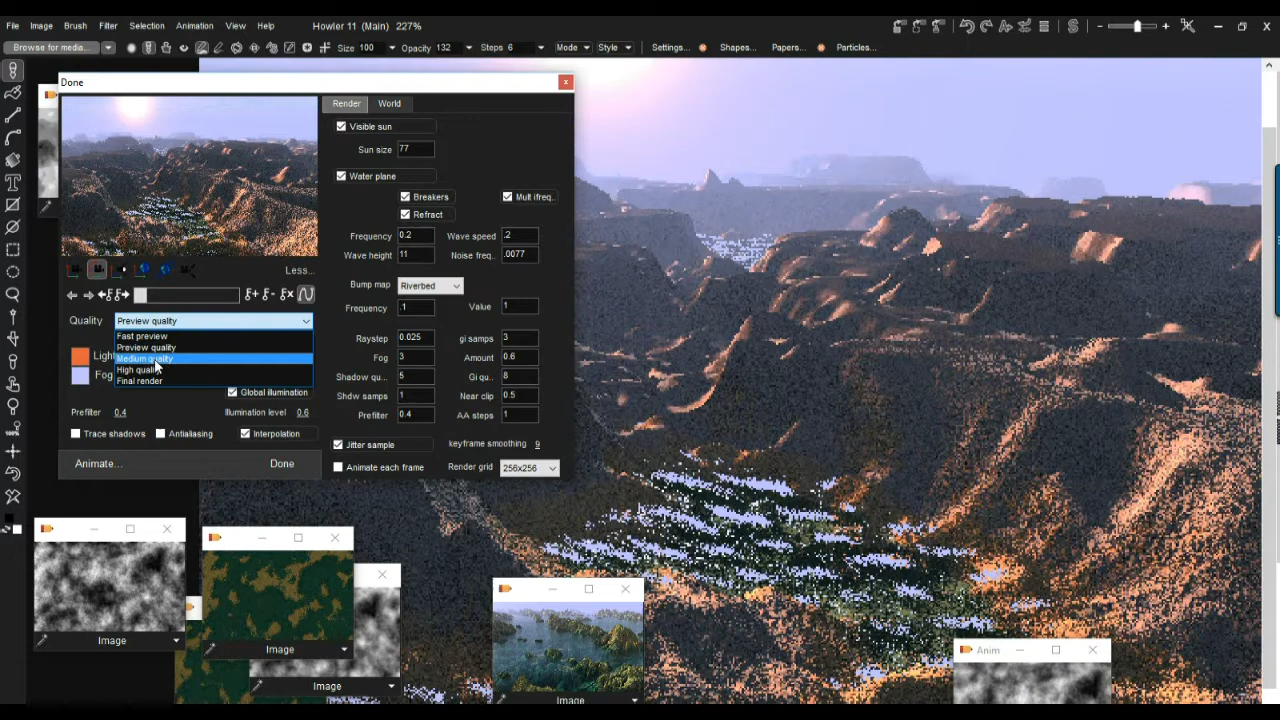 File Image Brush Filter Selection Animation View Help Howler 11 (Main) 227%
Browse for media... Size 100 Opacity 132 Steps 6 Mode Style Settings... Shapes... Papers... Particles...
Done
Render World
Visible sun
Sun size 77
Water plane
Breakers Mult ifreq..
Refract
Frequency 0.2 Wave speed .2
Wave height 11 Noise freq.. .0077
Less...
Bump map Riverbed
Frequency .1 Value 1
Quality Preview quality
Fast preview
Preview quality
Medium quality
High quality
Final render
Fog
Raystep 0.025 gi samps 3
Fog 3 Amount 0.6
Shadow qu... 5 Gi qu.. 8
Shdw samps 1 Near clip 0.5
Prefilter 0.4 AA steps 1
Global illumination
Prefilter 0.4 Illumination level 0.6
Trace shadows Antialiasing Interpolation
Jitter sample keyframe smoothing 9
Animate each frame Render grid 256x256
Animate... Done
Image
Image
Image
Image
Anim